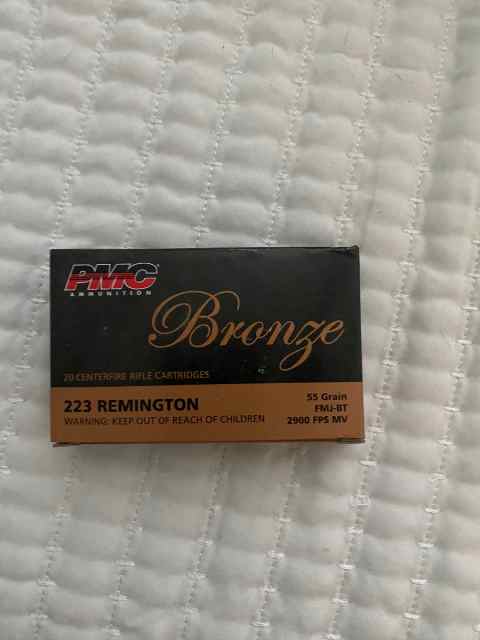 PMC
AMMUNITION
Bronze
20 CENTERFIRE RIFLE CARTRIDGES
223 REMINGTON
WARNING: KEEP OUT OF REACH OF CHILDREN
55 Grain
FMJ-BT
2900 FPS MV